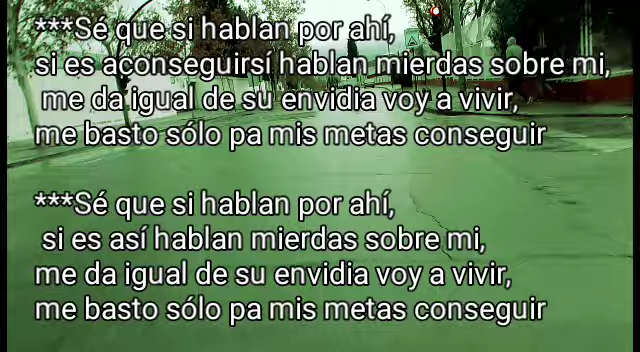 ***Sé que si hablan por ahí,
si es aconseguirsí hablan mierdas sobre mi,
me da igual de su envidia voy a vivir,
me basto sólo pa mis metas conseguir
***Sé que si hablan por ahí,
si es así hablan mierdas sobre mi,
me da igual de su envidia voy a vivir,
me basto sólo pa mis metas conseguir